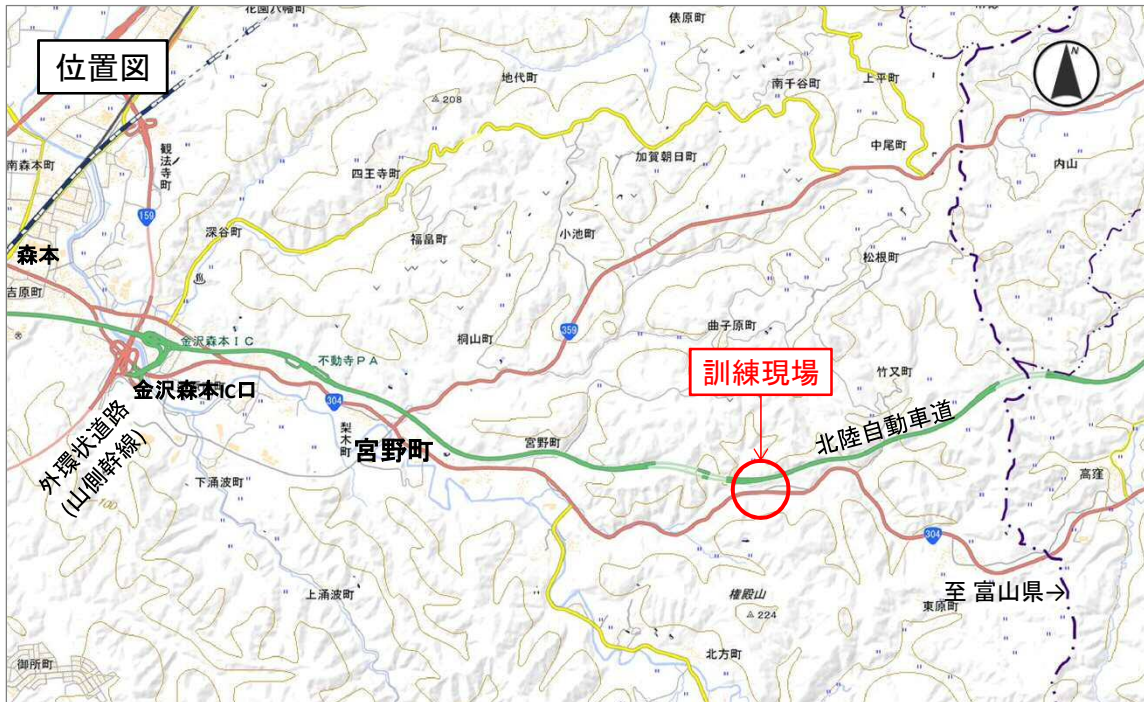 花園八幡町
俵原町
位置図
N
地代町
南千谷町
上平町
208
観法寺町
中尾町
南森本町
加賀朝日町
内山
四王寺町
159
深谷町
福畠町
小池町
森本
松根町
吉原町
359
桐山町
曲子原町
金沢森本IC
不動寺PA
訓練現場
竹又町
金沢森本IC口
304
北陸自動車道
外環状道路
(山側幹線)
梨木町
宮野町
宮野町
下涌波町
高窪
100
304
至 富山県→
上涌波町
権殿山
224
東原町
御所町
北方町